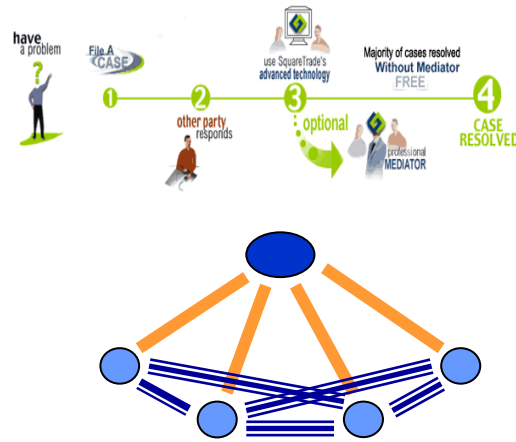 have
a problem
?
File A
CASE
1
2
other party
responds
use SquareTrade's
advanced technology
3
optional
professional
MEDIATOR
Majority of cases resolved
Without Mediator
FREE
4
CASE
RESOLVED